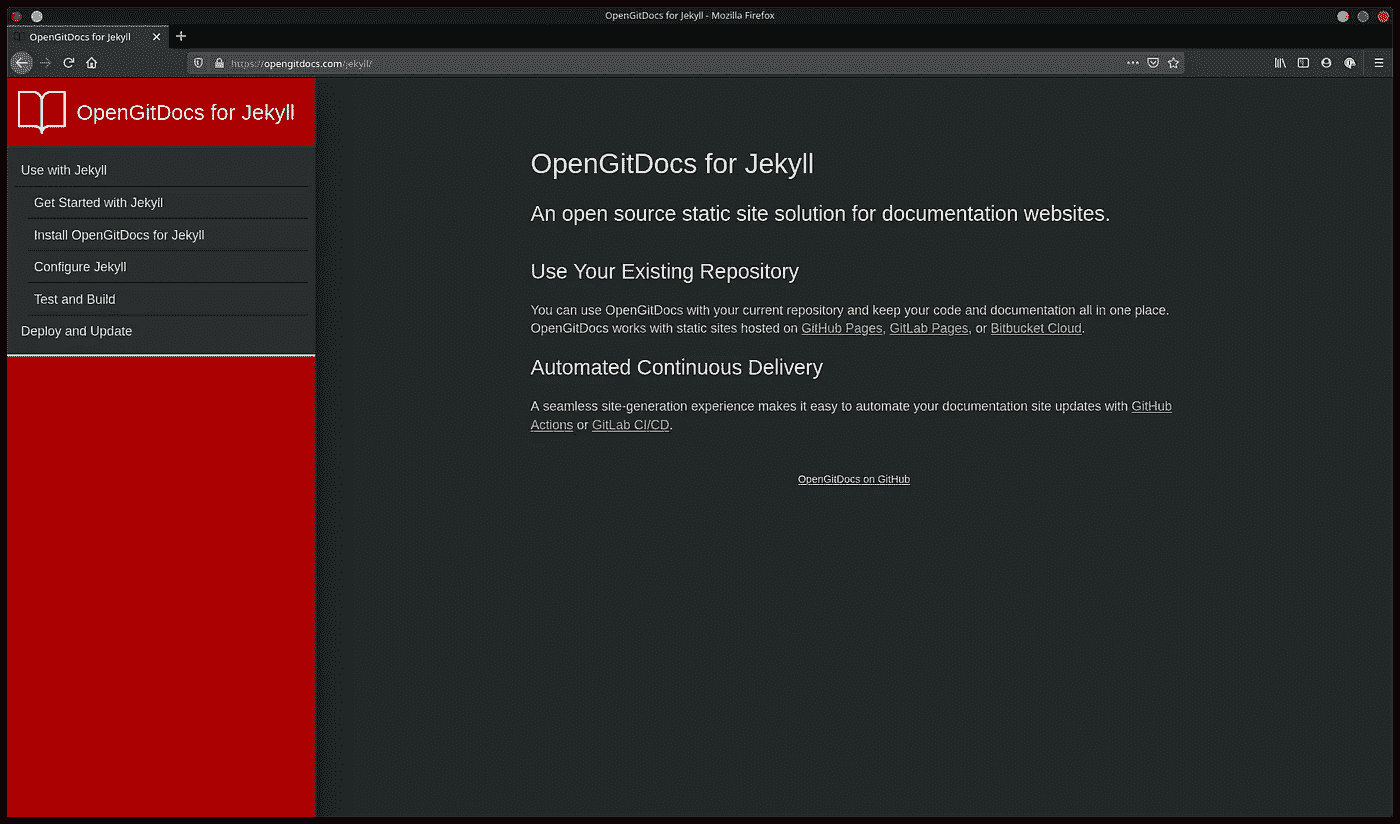 OpenGitDocs for Jekyll - Mozilla Firefox
OpenGitDocs for Jekyll
https://opengitdocs.com/jekyll/
OpenGitDocs for Jekyll
Use with Jekyll
Get Started with Jekyll
Install OpenGitDocs for Jekyll
Configure Jekyll
Test and Build
Deploy and Update
OpenGitDocs for Jekyll
An open source static site solution for documentation websites.
Use Your Existing Repository
You can use OpenGitDocs with your current repository and keep your code and documentation all in one place.
OpenGitDocs works with static sites hosted on GitHub Pages, GitLab Pages, or Bitbucket Cloud.
Automated Continuous Delivery
A seamless site-generation experience makes it easy to automate your documentation site updates with GitHub
Actions or GitLab CI/CD.
OpenGitDocs on GitHub